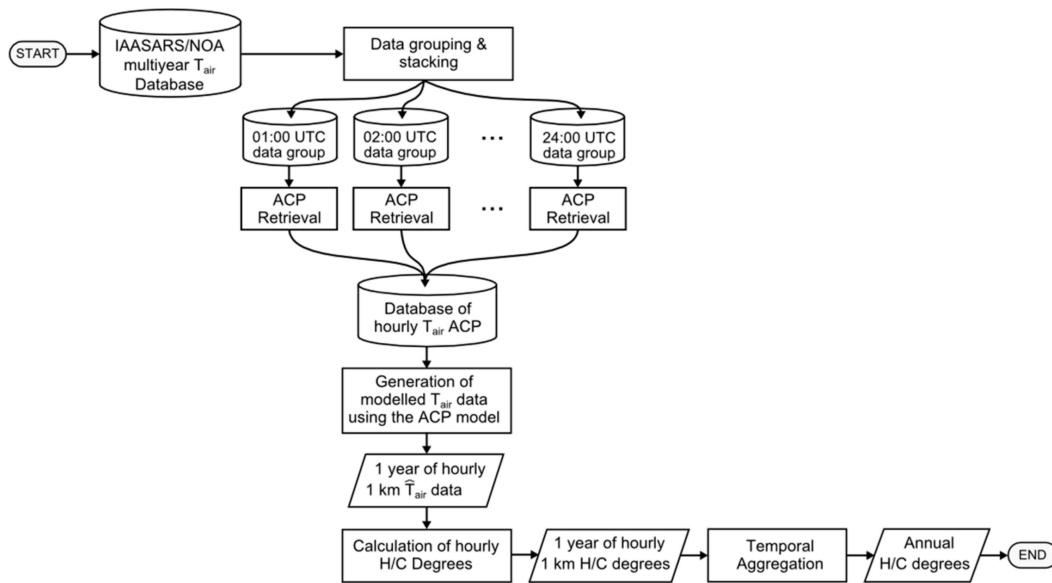 START
IAASARS/NOA
multiyear Tair
Database
Data grouping &
stacking
01:00 UTC
data group
02:00 UTC
data group
...
24:00 UTC
data group
ACP
Retrieval
ACP
Retrieval
...
ACP
Retrieval
Database of
hourly Tair ACP
Generation of
modelled Tair data
using the ACP model
1 year of hourly
1 km T̂air data
Calculation of hourly
H/C Degrees
1 year of hourly
1 km H/C degrees
Temporal
Aggregation
Annual
H/C degrees
END